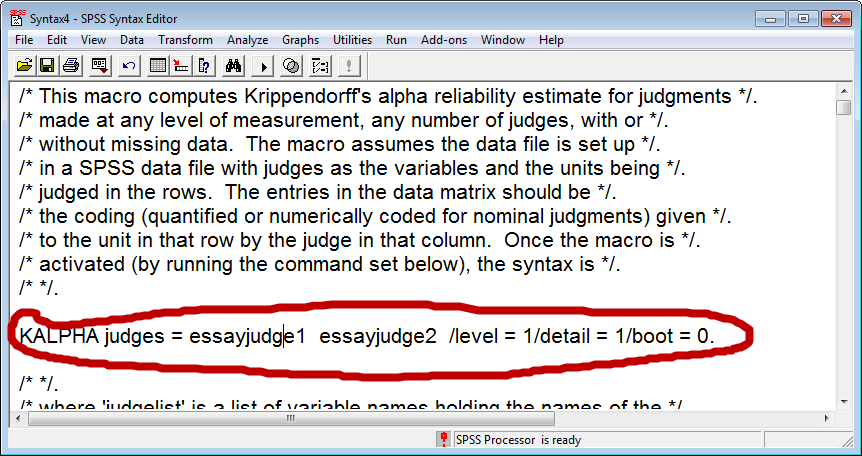 SPSS
Syntax4 - SPSS Syntax Editor
File Edit View Data Transform Analyze Graphs Utilities Run Add-ons Window Help
/* This macro computes Krippendorff's alpha reliability estimate for judgments */.
/* made at any level of measurement, any number of judges, with or */.
/* without missing data.  The macro assumes the data file is set up */.
/* in a SPSS data file with judges as the variables and the units being */.
/* judged in the rows.  The entries in the data matrix should be */.
/* the coding (quantified or numerically coded for nominal judgments) given */.
/* to the unit in that row by the judge in that column.  Once the macro is */.
/* activated (by running the command set below), the syntax is */.
/* */.
KALPHA judges = essayjudge1  essayjudge2  /level = 1/detail = 1/boot = 0.
/* */.
/* where 'judgelist' is a list of variable names holding the names of the */
SPSS Processor is ready